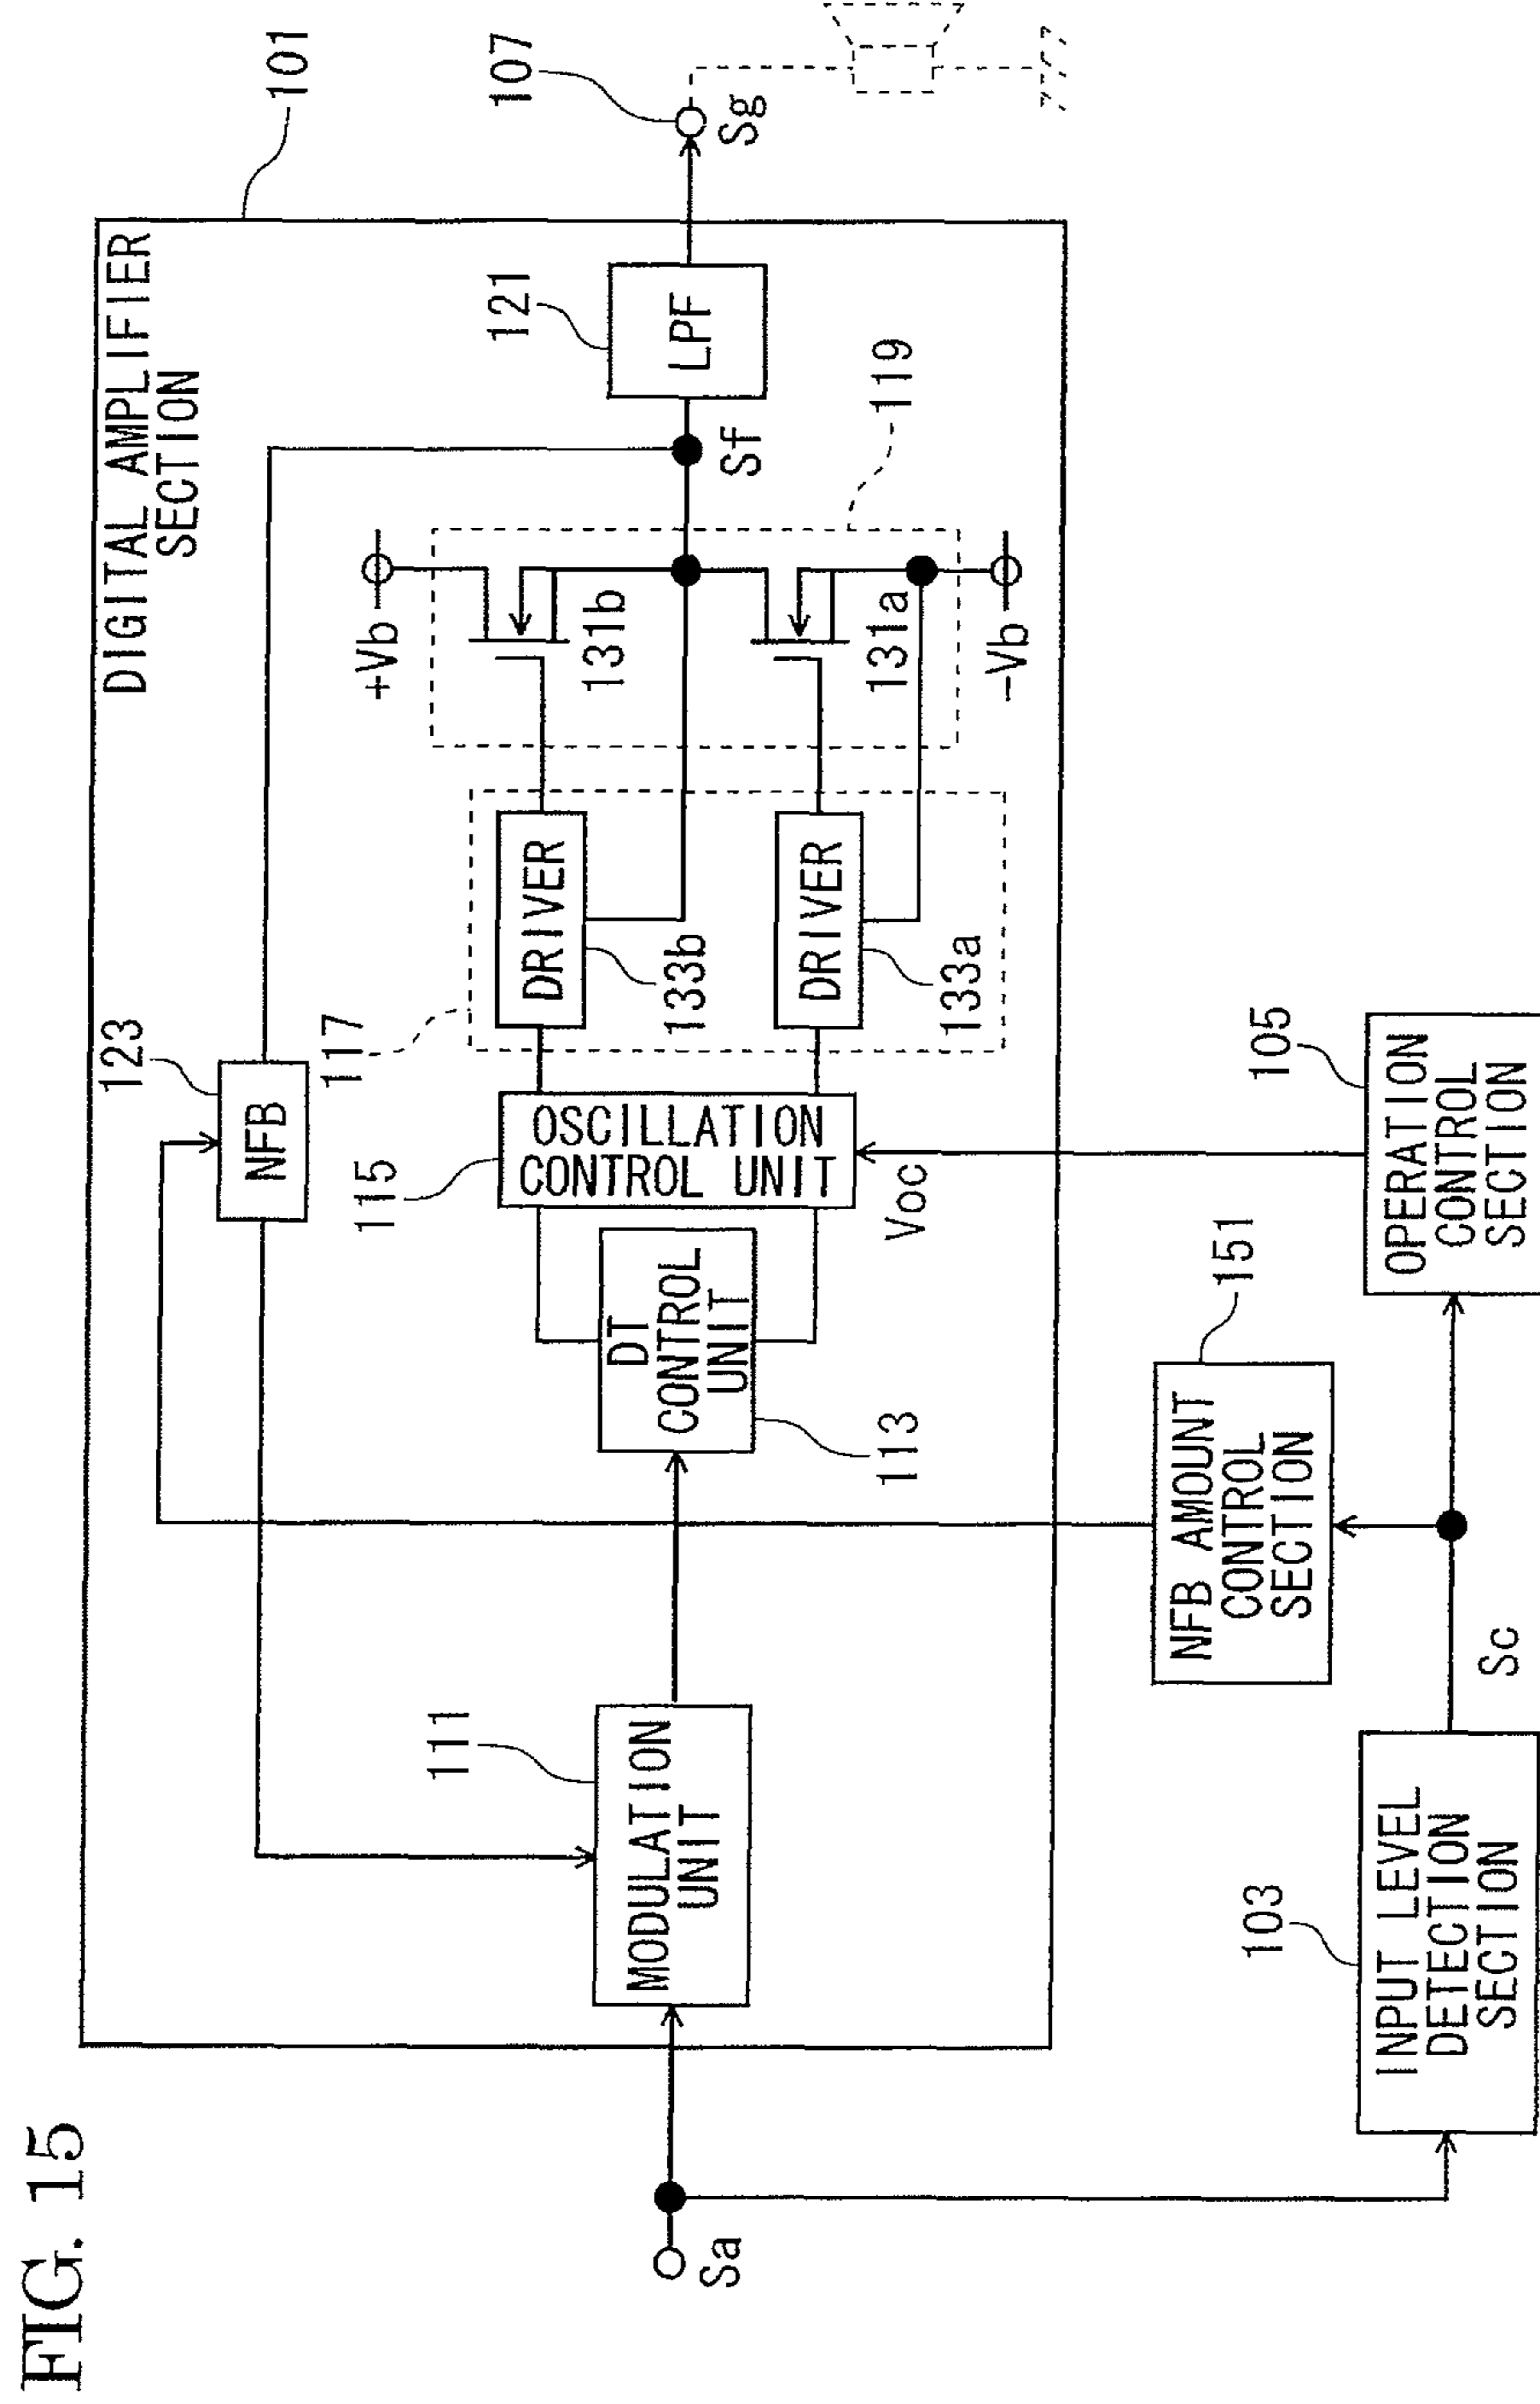 FIG. 15
DIGITAL AMPLIFIER
SECTION
101
123
NFB
107
Sg
121
LPF
Sf
119
+Vb
131b
131a
-Vb
117
DRIVER
133b
DRIVER
133a
115
OSCILLATION
CONTROL UNIT
Voc
DT
CONTROL
UNIT
113
111
MODULATION
UNIT
Sa
151
NFB AMOUNT
CONTROL
SECTION
105
OPERATION
CONTROL
SECTION
Sc
103
INPUT LEVEL
DETECTION
SECTION